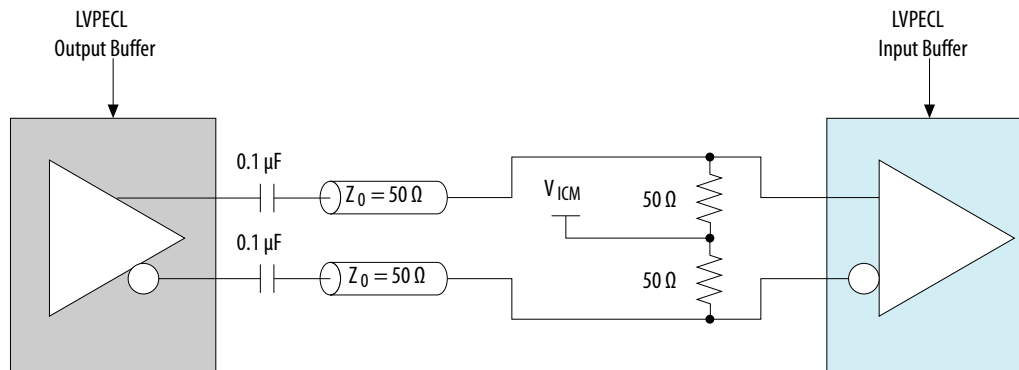 LVPECL
Output Buffer
LVPECL
Input Buffer
0.1 µF
Z0 = 50 Ω
VICM
50 Ω
0.1 µF
Z0 = 50 Ω
50 Ω